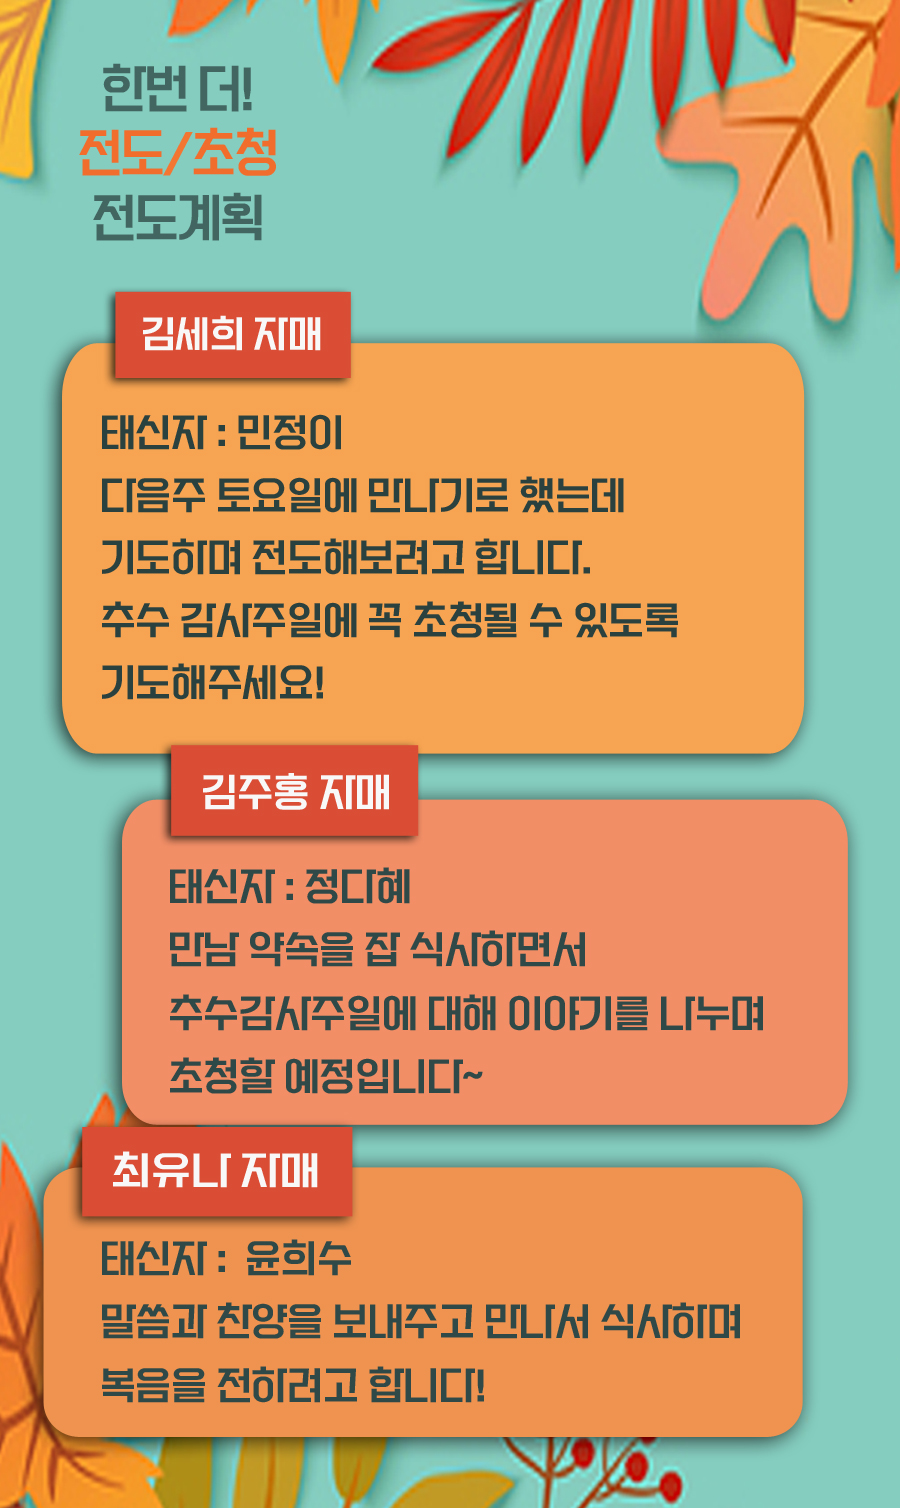 한번 더!
전도/초청
전도계획
김세희 자매
태신자 : 민정이
다음주 토요일에 만나기로 했는데
기도하며 전도해보려고 합니다.
추수 감사주일에 꼭 초청될 수 있도록
기도해주세요!
김주홍 자매
태신자 : 정다혜
만남 약속을 잡 식사하면서
추수감사주일에 대해 이야기를 나누며
초청할 예정입니다~
최유나 자매
태신자 : 윤희수
말씀과 찬양을 보내주고 만나서 식사하며
복음을 전하려고 합니다!